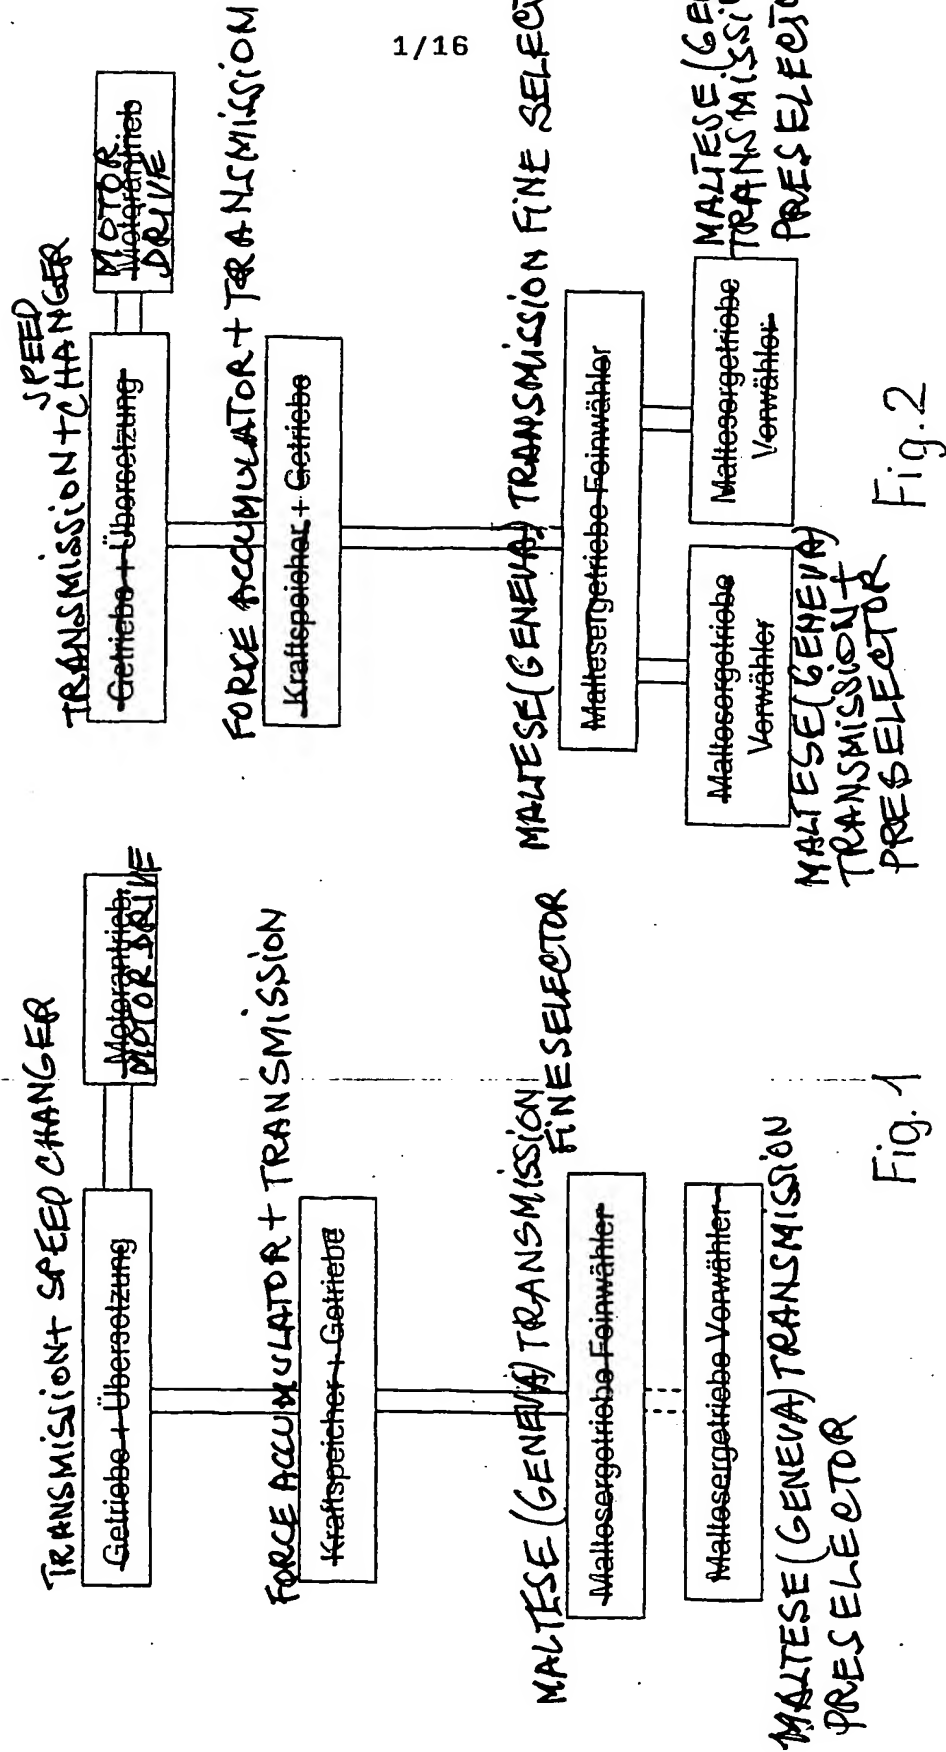 1/16
TRANSMISSION + SPEED CHANGER
Getriebe + Übersetzung
Motorantrieb
MOTOR DRIVE
FORCE ACCUMULATOR + TRANSMISSION
Kraftspeicher + Getriebe
MALTESE (GENEVA) TRANSMISSION
FINE SELECTOR
Maltesergetriebe Feinwähler
Maltesergetriebe Vorwähler
MALTESE (GENEVA) TRANSMISSION
PRESELECTOR
Fig. 1
SPEED
TRANSMISSION + CHANGER
Getriebe + Übersetzung
MOTOR
Motorantrieb
DRIVE
FORCE ACCUMULATOR + TRANSMISSION
Kraftspeicher + Getriebe
MALTESE (GENEVA) TRANSMISSION FINE
Maltesergetriebe Feinwähler
Maltesergetriebe
Vorwähler
MALTESE (GENEVA)
TRANSMISSION +
PRESELECTOR
Maltesergetriebe
Vorwähler
MALTESE
Fig. 2